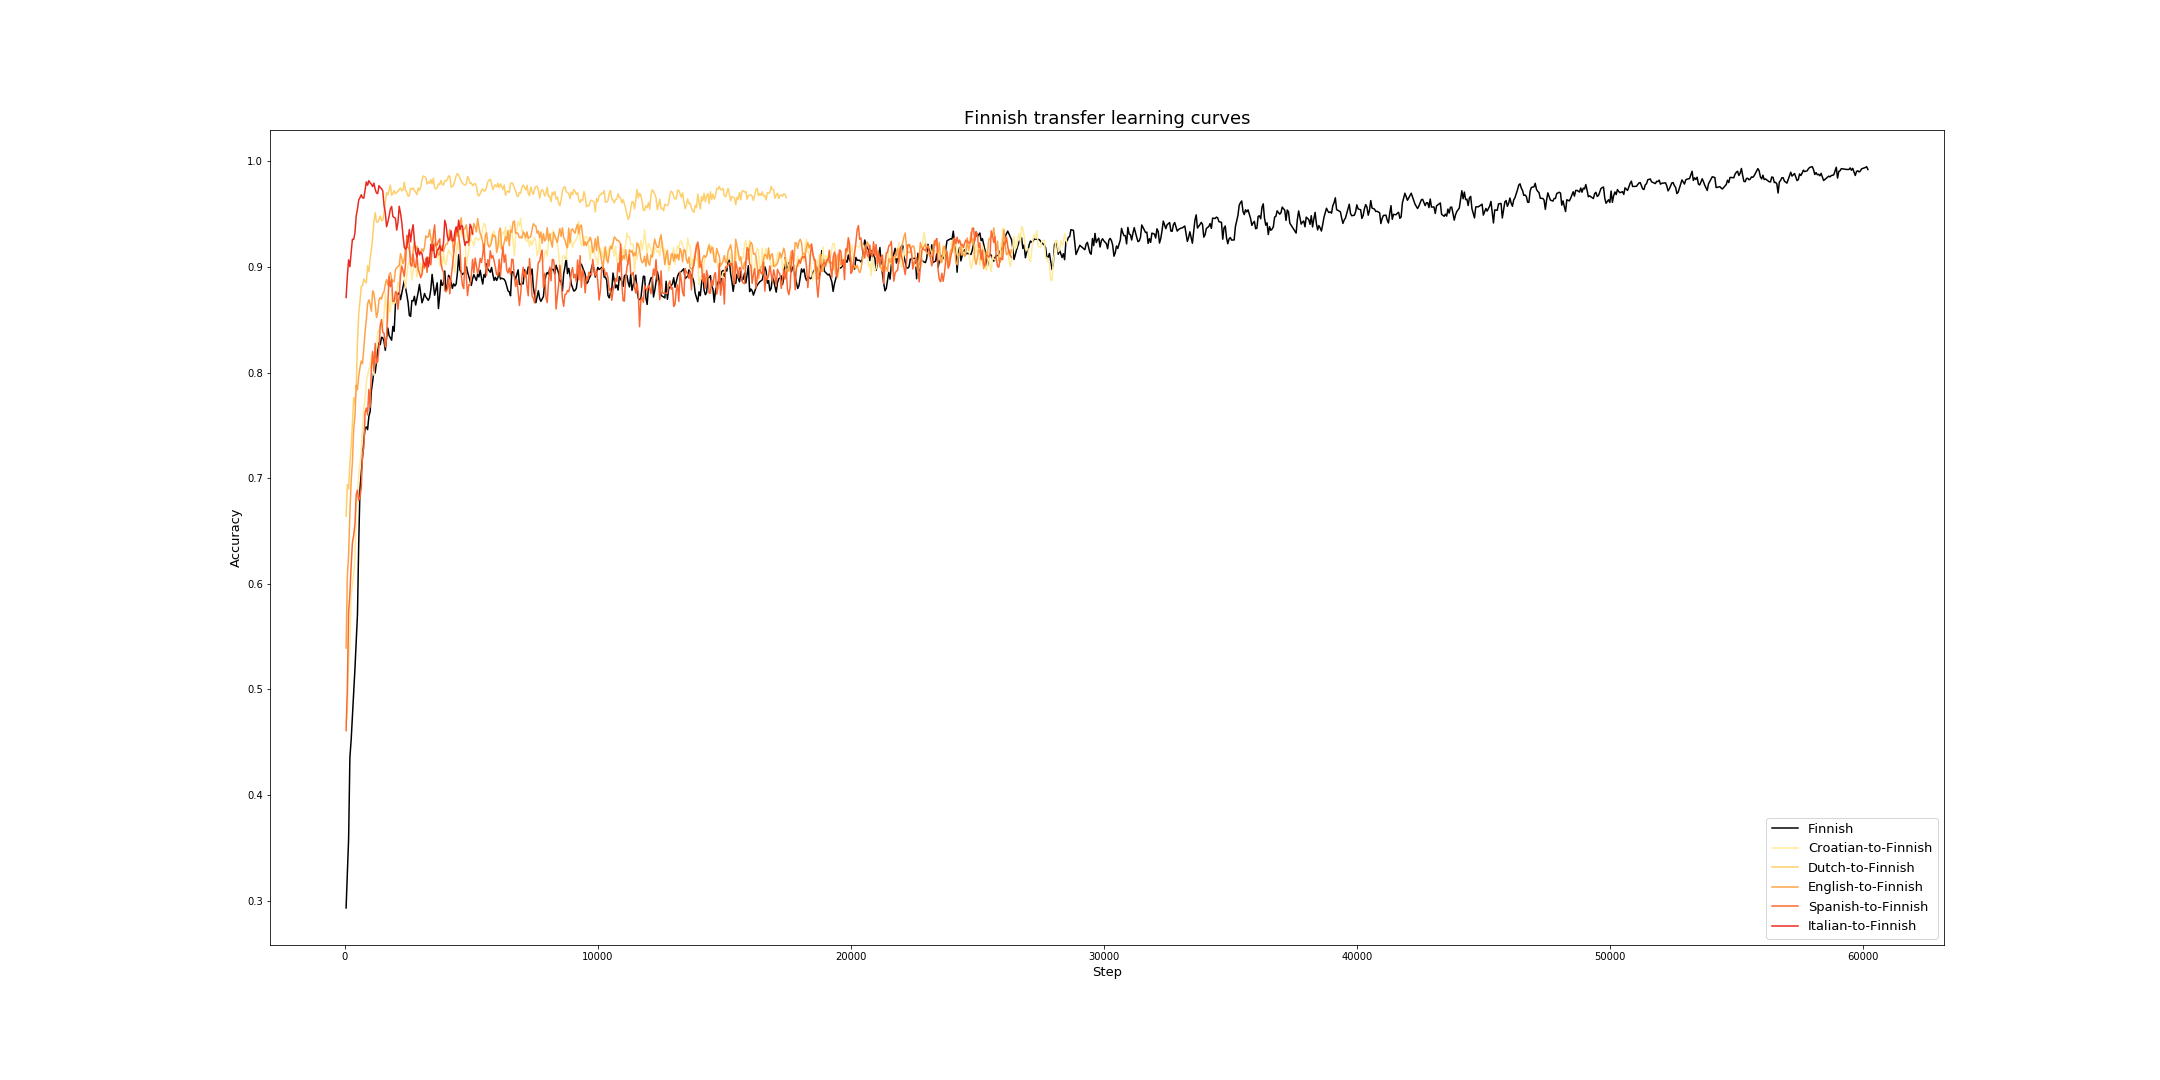 Finnish transfer learning curves
1.0
0.9
0.8
0.7
0.6
0.5
0.4
0.3
Accuracy
0
10000
20000
30000
40000
50000
60000
Step
Finnish
Croatian-to-Finnish
Dutch-to-Finnish
English-to-Finnish
Spanish-to-Finnish
Italian-to-Finnish